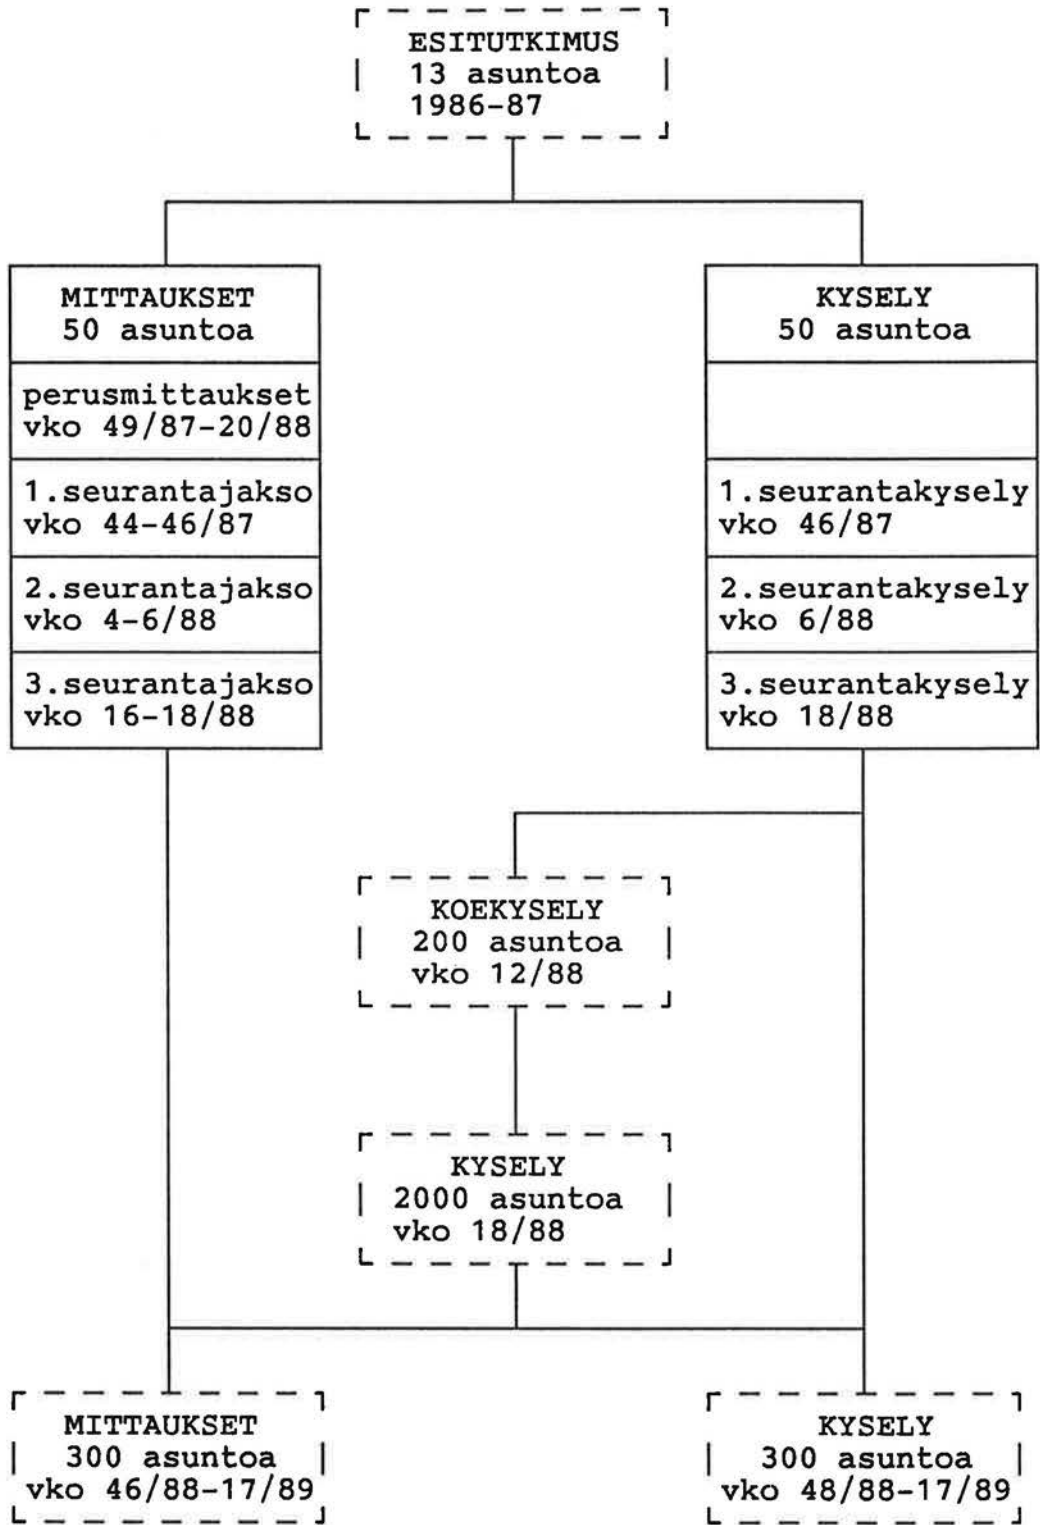 ESITUTKIMUS
13 asuntoa
1986-87
MITTAUKSET
50 asuntoa
perusmittaukset
vko 49/87-20/88
1.seurantajakso
vko 44-46/87
2.seurantajakso
vko 4-6/88
3.seurantajakso
vko 16-18/88
KYSELY
50 asuntoa
1.seurantakysely
vko 46/87
2.seurantakysely
vko 6/88
3.seurantakysely
vko 18/88
KOEKYSELY
200 asuntoa
vko 12/88
KYSELY
2000 asuntoa
vko 18/88
MITTAUKSET
300 asuntoa
vko 46/88-17/89
KYSELY
300 asuntoa
vko 48/88-17/89